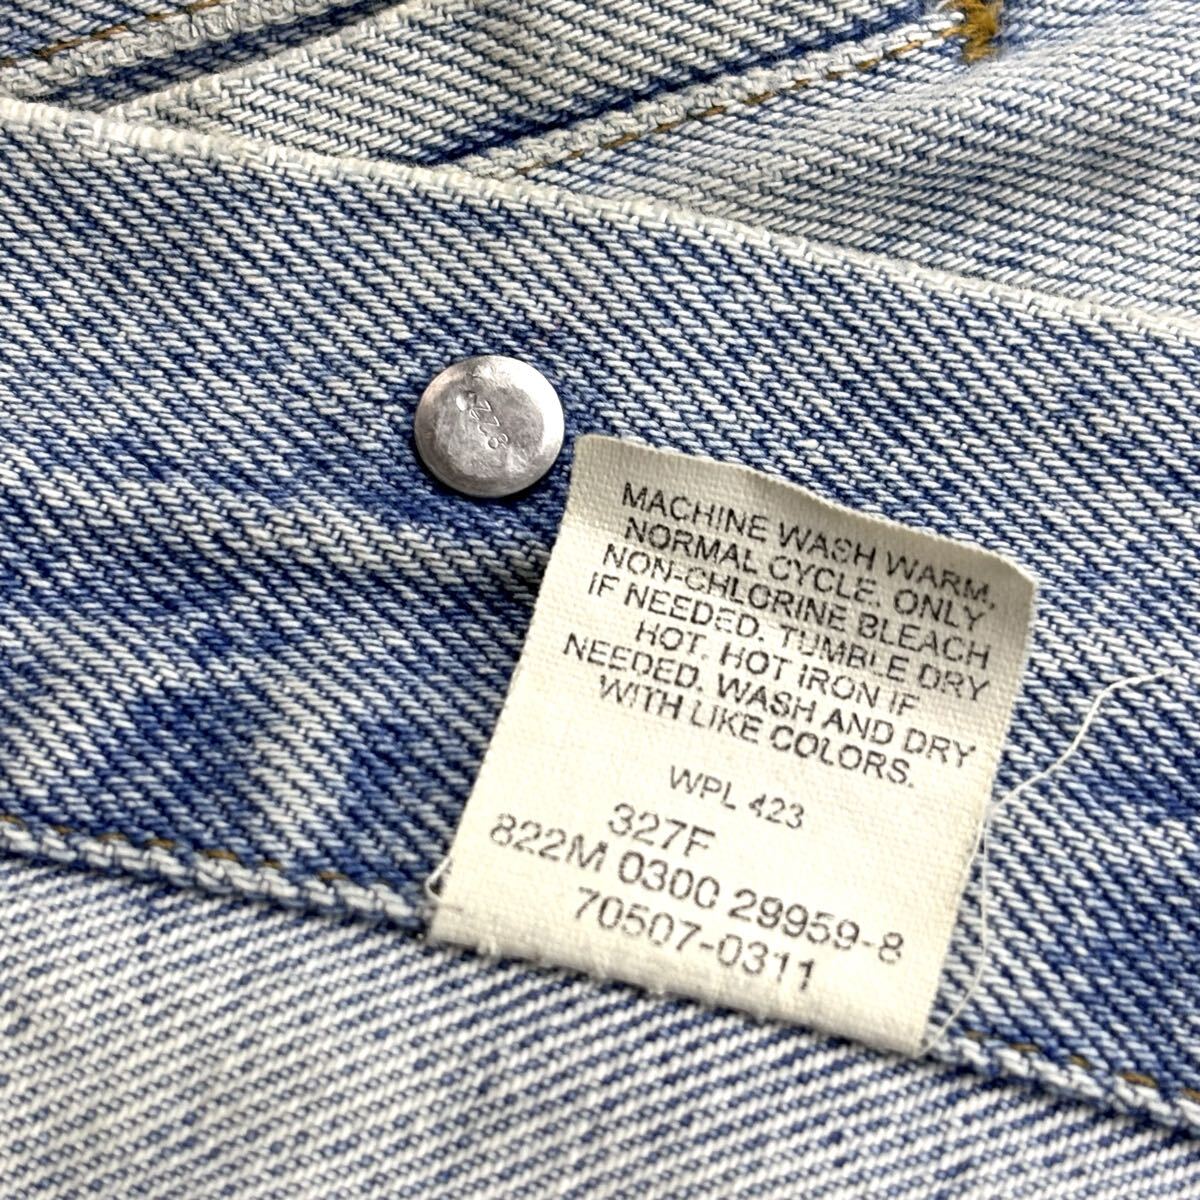 MACHINE WASH WARM,
NORMAL CYCLE. ONLY
NON-CHLORINE BLEACH
IF NEEDED. TUMBLE DRY
HOT. HOT IRON IF
NEEDED. WASH AND DRY
WITH LIKE COLORS.
WPL 423
327F
822M 0300 29959-8
70507-0311